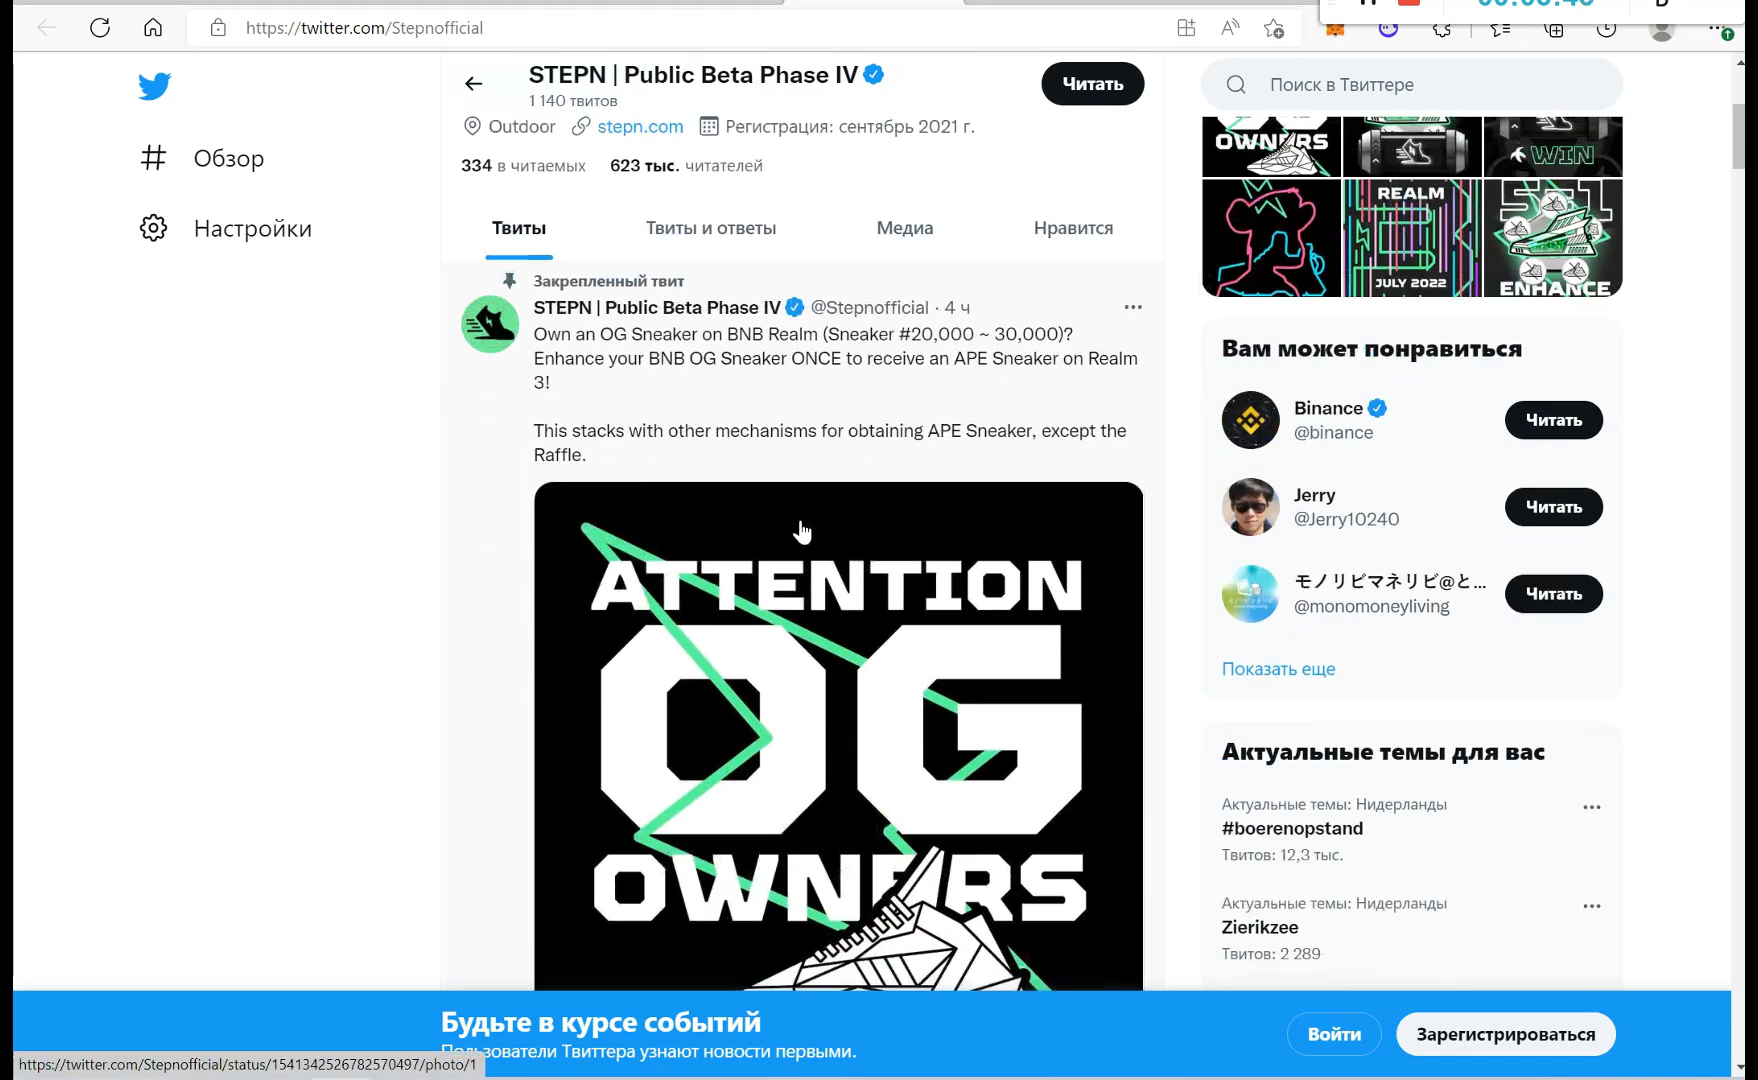 https://twitter.com/Stepnofficial
STEPN | Public Beta Phase IV
1 140 твитов
Читать
Поиск в Твиттере
Outdoor stepn.com Регистрация: сентябрь 2021 г.
334 в читаемых 623 тыс. читателей
Обзор
Настройки
Твиты
Твиты и ответы
Медиа
Нравится
Закрепленный твит
STEPN | Public Beta Phase IV @Stepnofficial · 4 ч
Own an OG Sneaker on BNB Realm (Sneaker #20,000 ~ 30,000)?
Enhance your BNB OG Sneaker ONCE to receive an APE Sneaker on Realm
3!
This stacks with other mechanisms for obtaining APE Sneaker, except the
Raffle.
ATTENTION
OG
OWNERS
OWNERS
WIN
REALM
JULY 2022
ENHANCE
Вам может понравиться
Binance
@binance
Читать
Jerry
@Jerry10240
Читать
モノリビマネリビ@と...
@monomoneyliving
Читать
Показать еще
Актуальные темы для вас
Актуальные темы: Нидерланды
#boerenopstand
Твитов: 12,3 тыс.
Актуальные темы: Нидерланды
Zierikzee
Твитов: 2 289
Будьте в курсе событий
Пользователи Твиттера узнают новости первыми.
Войти
Зарегистрироваться
https://twitter.com/Stepnofficial/status/1541342526782570497/photo/1